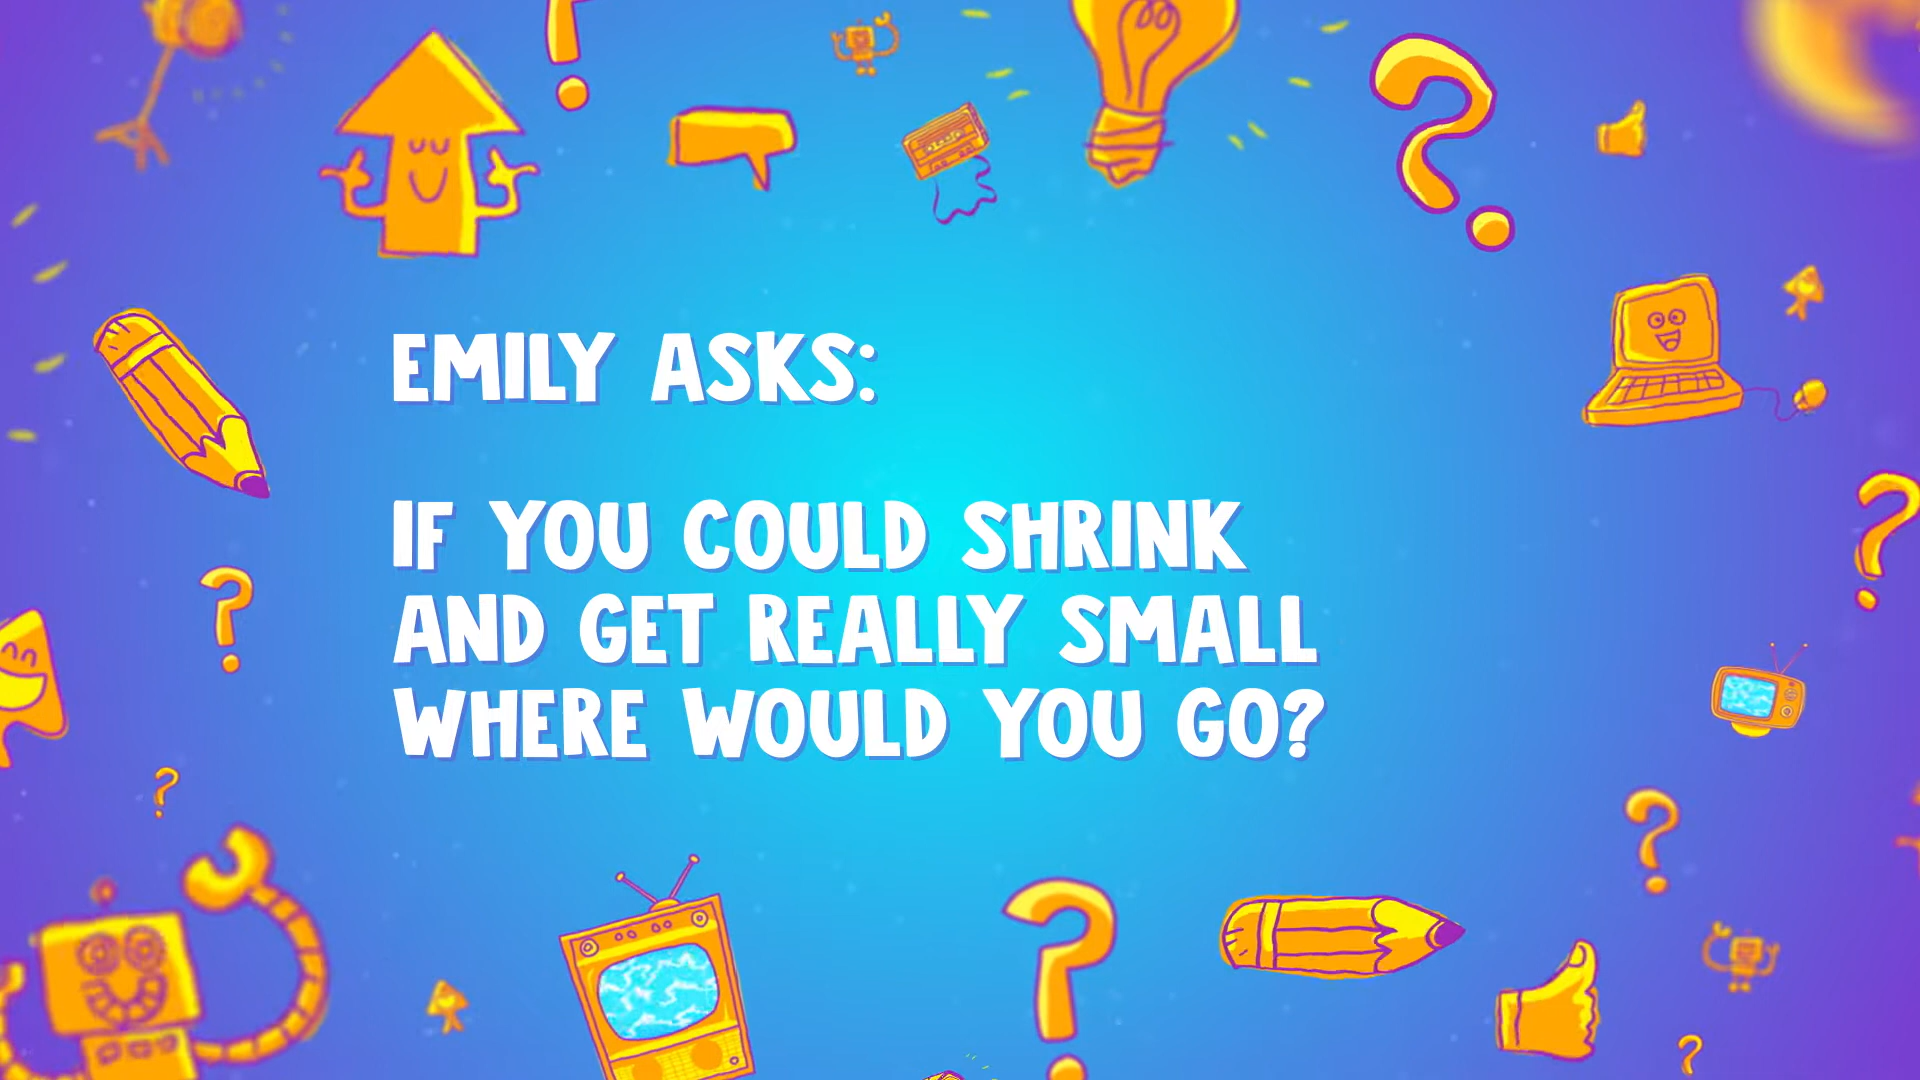 EMILY ASKS:
IF YOU COULD SHRINK
AND GET REALLY SMALL
WHERE WOULD YOU GO?